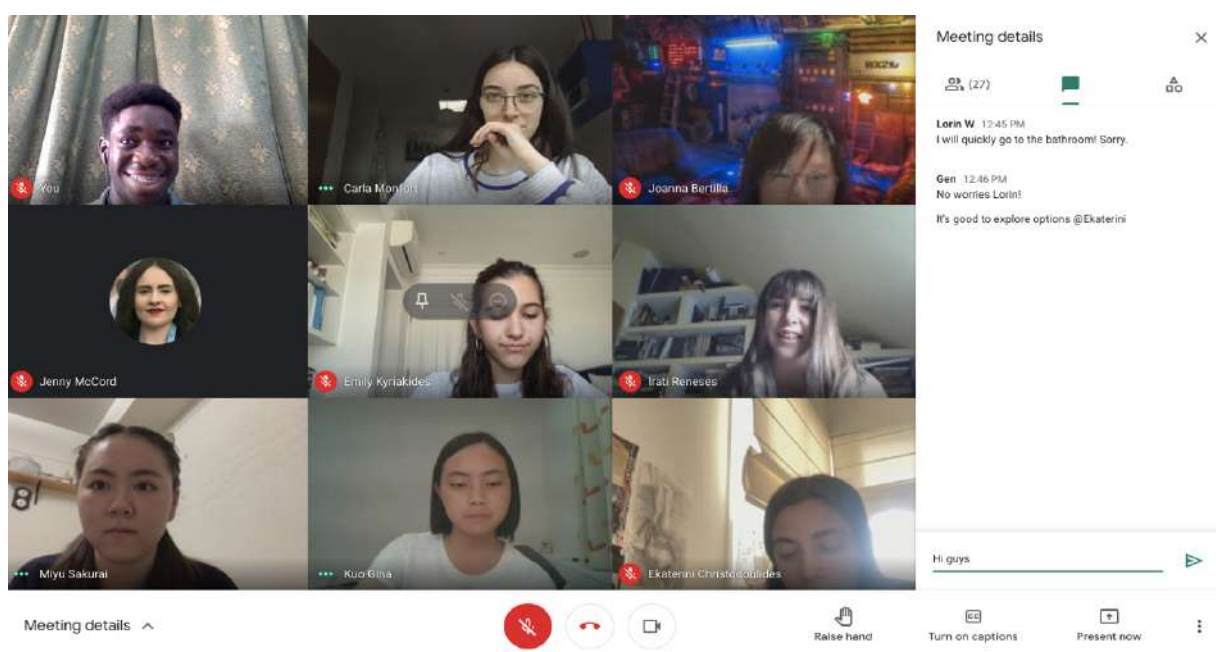 Meeting details
(27)
Lorin W 12:45 PM
I will quickly go to the bathroom! Sorry.
Gen 12:46 PM
No worries Lorin!
It's good to explore options @Ekaterini
BX021
You
Carla Monfort
Joanna Bertilla
Jenny McCord
Emily Kyriakides
Irati Reneses
Miyu Sakurai
Kuo Gina
Ekaterini Christodoulides
Hi guys
Meeting details
Raise hand
CC
Turn on captions
Present now